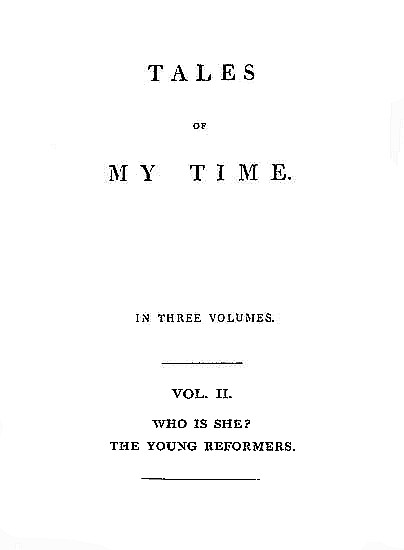 TALES
OF
MY TIME.
IN THREE VOLUMES.
VOL. II.
WHO IS SHE?
THE YOUNG REFORMERS.